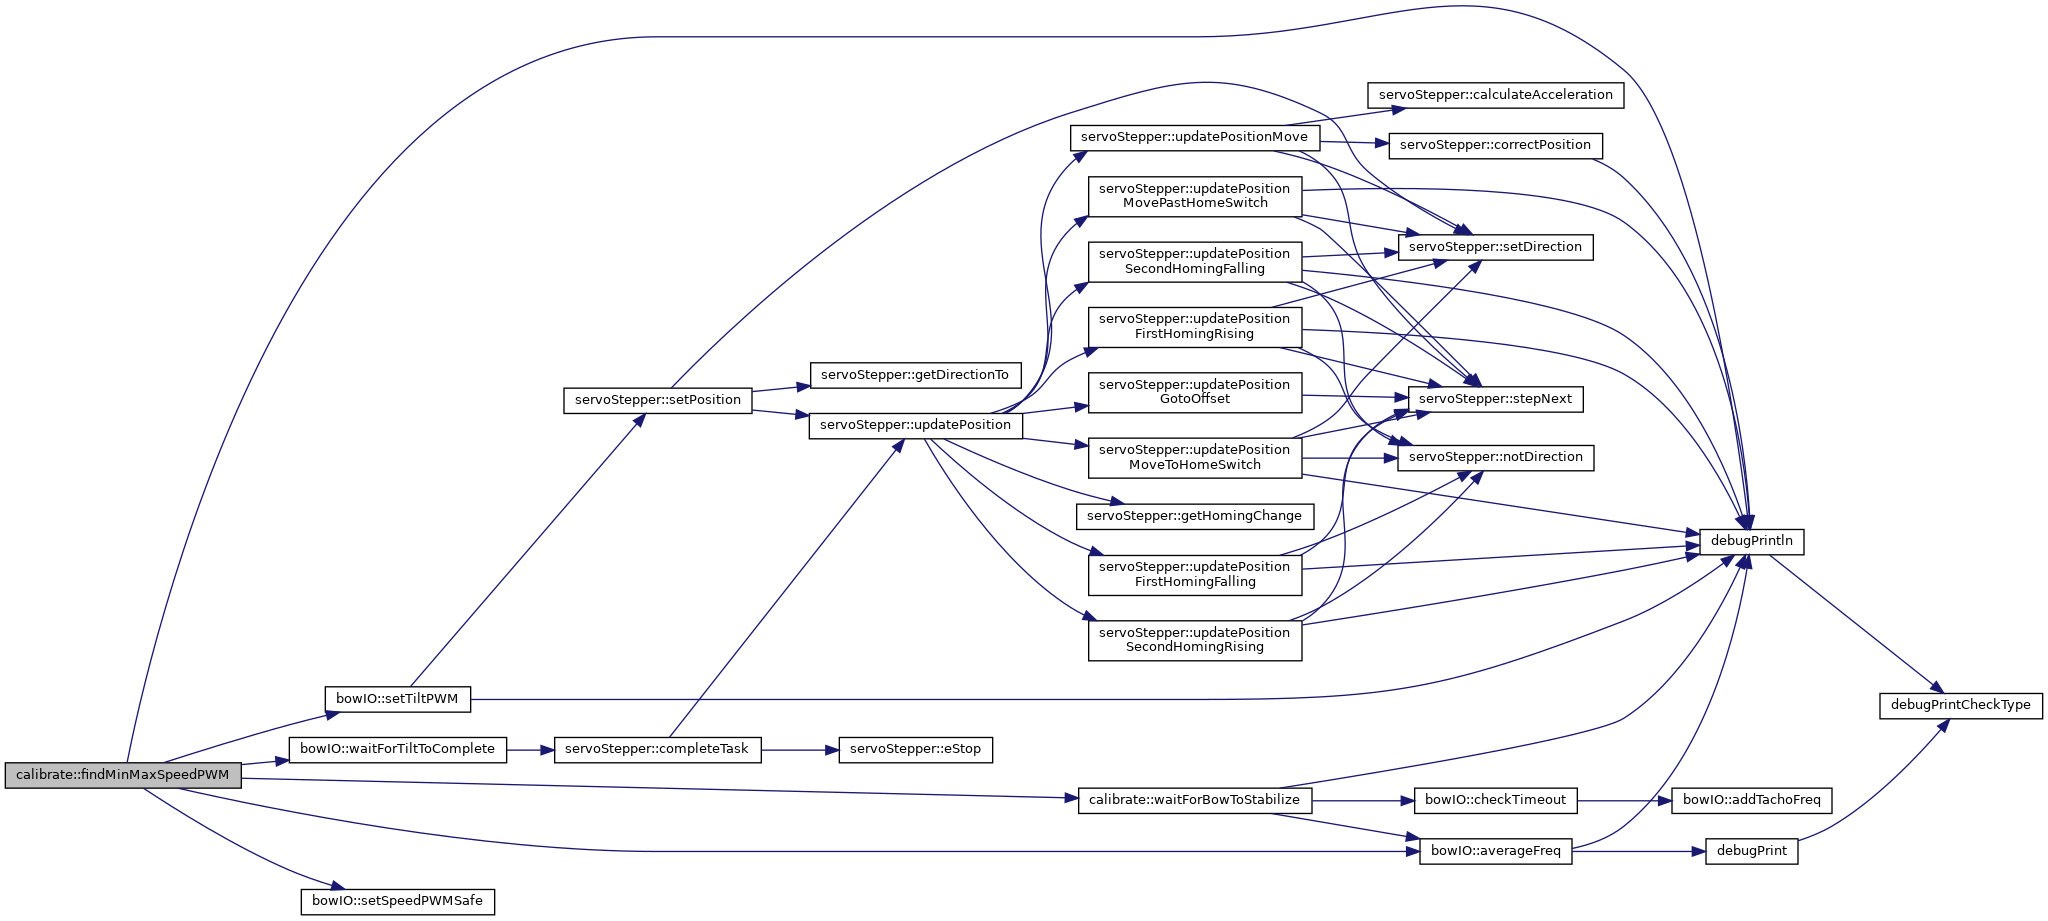 servoStepper::calculateAcceleration
servoStepper::updatePositionMove
servoStepper::correctPosition
servoStepper::updatePosition
MovePastHomeSwitch
servoStepper::setDirection
servoStepper::updatePosition
SecondHomingFalling
servoStepper::updatePosition
FirstHomingRising
servoStepper::getDirectionTo
servoStepper::updatePosition
GotoOffset
servoStepper::setPosition
servoStepper::stepNext
servoStepper::updatePosition
servoStepper::updatePosition
MoveToHomeSwitch
servoStepper::notDirection
servoStepper::getHomingChange
debugPrintln
servoStepper::updatePosition
FirstHomingFalling
servoStepper::updatePosition
SecondHomingRising
bowIO::setTiltPWM
debugPrintCheckType
bowIO::waitForTiltToComplete
servoStepper::completeTask
servoStepper::eStop
calibrate::findMinMaxSpeedPWM
calibrate::waitForBowToStabilize
bowIO::checkTimeout
bowIO::addTachoFreq
bowIO::averageFreq
debugPrint
bowIO::setSpeedPWMSafe